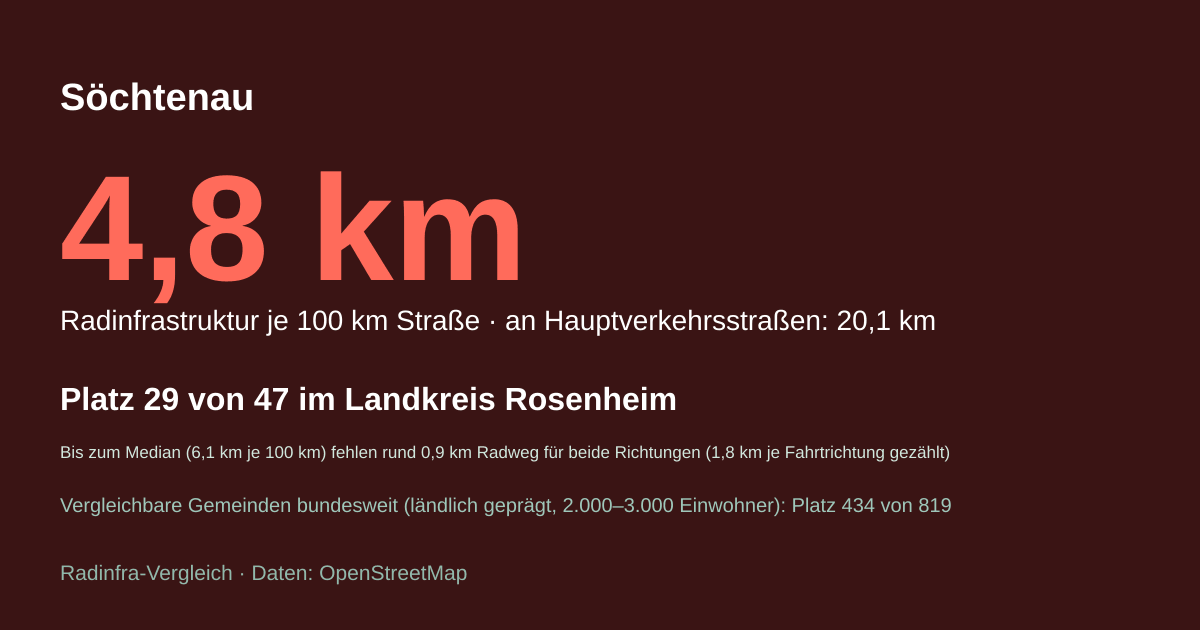 Söchtenau
4,8 km
Radinfrastruktur je 100 km Straße · an Hauptverkehrsstraßen: 20,1 km
Platz 29 von 47 im Landkreis Rosenheim
Bis zum Median (6,1 km je 100 km) fehlen rund 0,9 km Radweg für beide Richtungen (1,8 km je Fahrtrichtung gezählt)
Vergleichbare Gemeinden bundesweit (ländlich geprägt, 2.000–3.000 Einwohner): Platz 434 von 819
Radinfra-Vergleich · Daten: OpenStreetMap